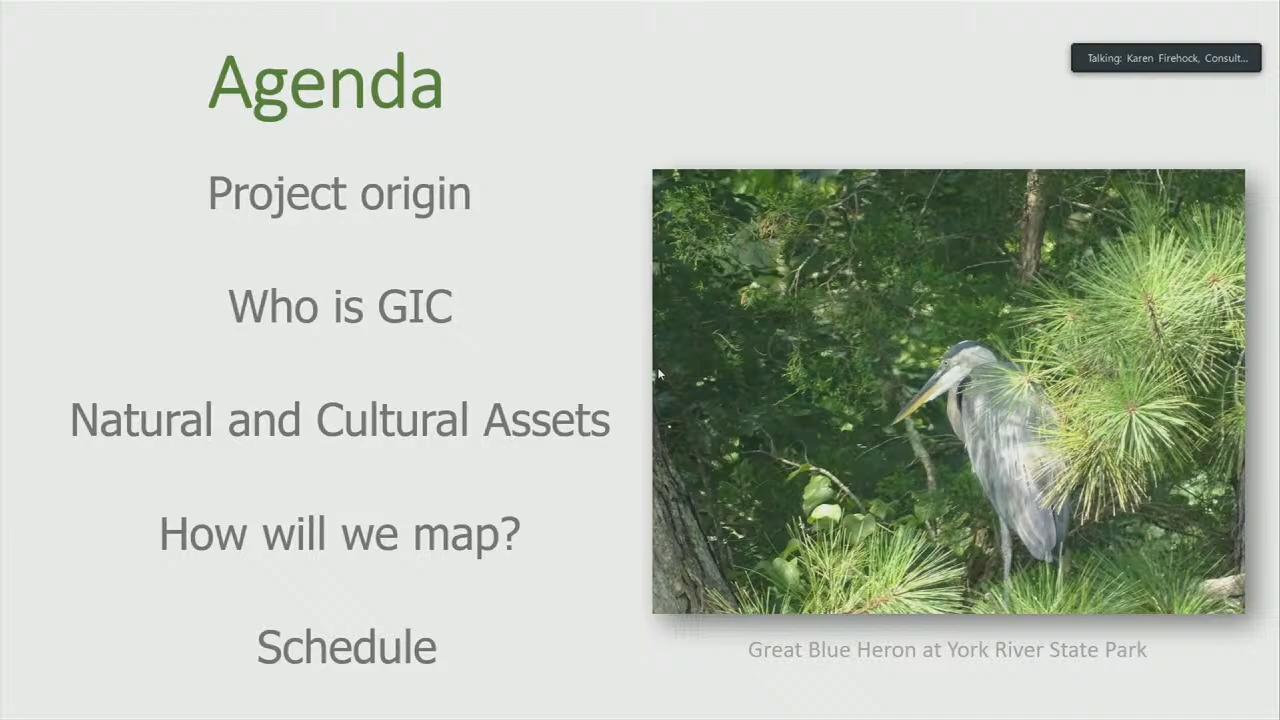 Agenda
Talking: Karen Firehock, Consult...
Project origin
Who is GIC
Natural and Cultural Assets
How will we map?
Schedule
Great Blue Heron at York River State Park